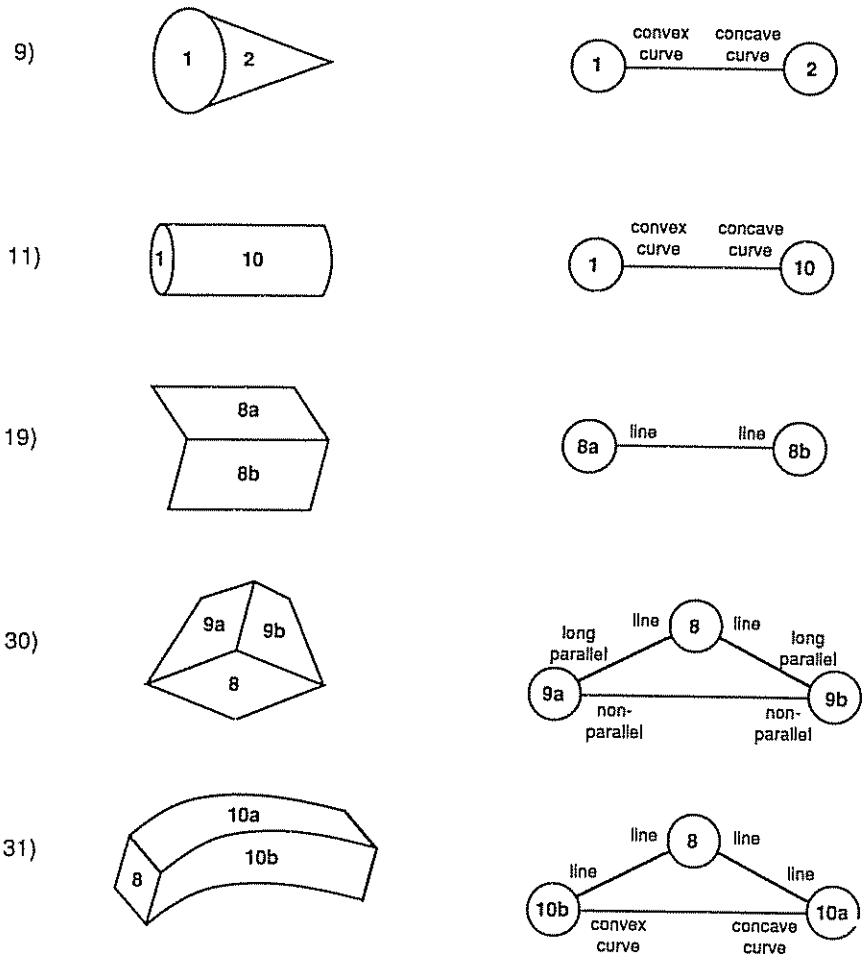 9)
1
2
convex concave
curve curve
1
2
11)
1
10
convex concave
curve curve
1
10
19)
8a
8b
8a
line line
8b
30)
9a
9b
8
line
8
line
long
parallel
long
parallel
9a
9b
non-
parallel
non-
parallel
31)
10a
10b
8
line
8
line
line
line
10b
10a
convex
curve
concave
curve